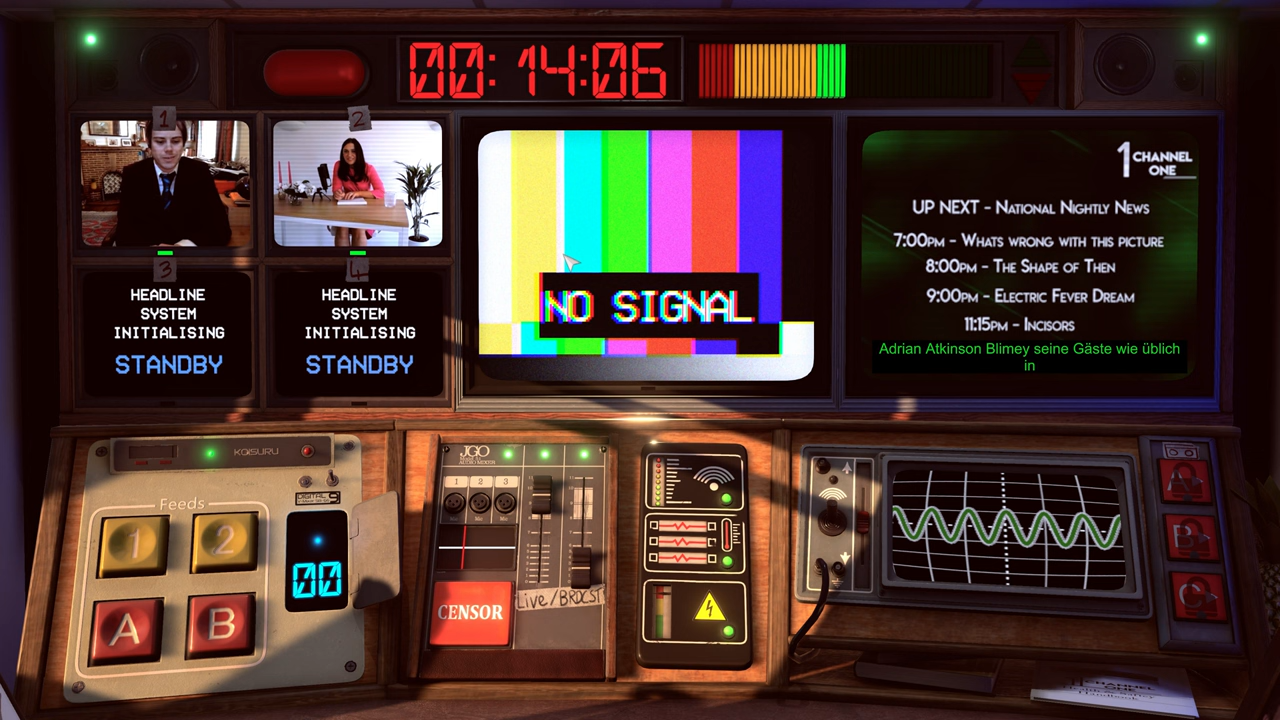 00:14:06
1
2
3
HEADLINE
SYSTEM
INITIALISING
STANDBY
4
HEADLINE
SYSTEM
INITIALISING
STANDBY
NO SIGNAL
1 CHANNEL
ONE
UP NEXT - NATIONAL NIGHTLY NEWS
7:00PM - WHATS WRONG WITH THIS PICTURE
8:00PM - THE SHAPE OF THEN
9:00PM - ELECTRIC FEVER DREAM
11:15PM - INCISORS
Adrian Atkinson Blimey seine Gäste wie üblich
in
Feeds
1
2
A
B
00
JGO
1 2 3
CENSOR
Live/BRDCST
A
B
C
CHANNEL
ONE